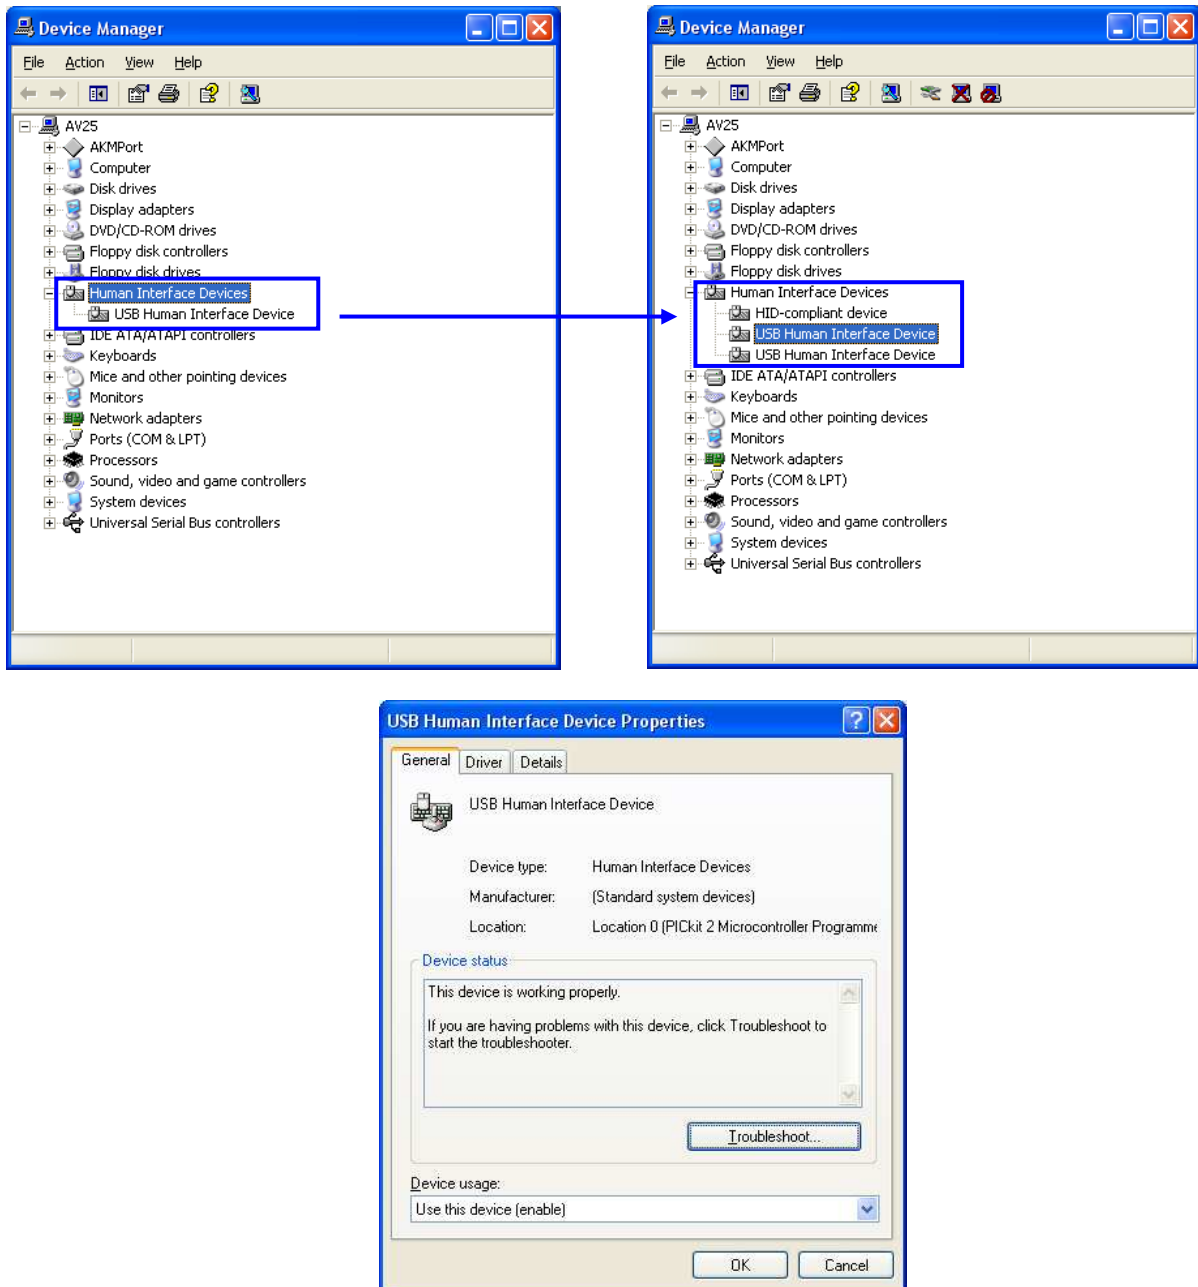 Device Manager
File Action View Help
AV25
AKMPort
Computer
Disk drives
Display adapters
DVD/CD-ROM drives
Floppy disk controllers
Floppy disk drives
Human Interface Devices
USB Human Interface Device
IDE ATA/ATAPI controllers
Keyboards
Mice and other pointing devices
Monitors
Network adapters
Ports (COM & LPT)
Processors
Sound, video and game controllers
System devices
Universal Serial Bus controllers
Device Manager
File Action View Help
AV25
AKMPort
Computer
Disk drives
Display adapters
DVD/CD-ROM drives
Floppy disk controllers
Floppy disk drives
Human Interface Devices
HID-compliant device
USB Human Interface Device
USB Human Interface Device
IDE ATA/ATAPI controllers
Keyboards
Mice and other pointing devices
Monitors
Network adapters
Ports (COM & LPT)
Processors
Sound, video and game controllers
System devices
Universal Serial Bus controllers
USB Human Interface Device Properties
General Driver Details
USB Human Interface Device
Device type: Human Interface Devices
Manufacturer: (Standard system devices)
Location: Location 0 (PICkit 2 Microcontroller Programme
Device status
This device is working properly.
If you are having problems with this device, click Troubleshoot to
start the troubleshooter.
Troubleshoot...
Device usage:
Use this device (enable)
OK Cancel